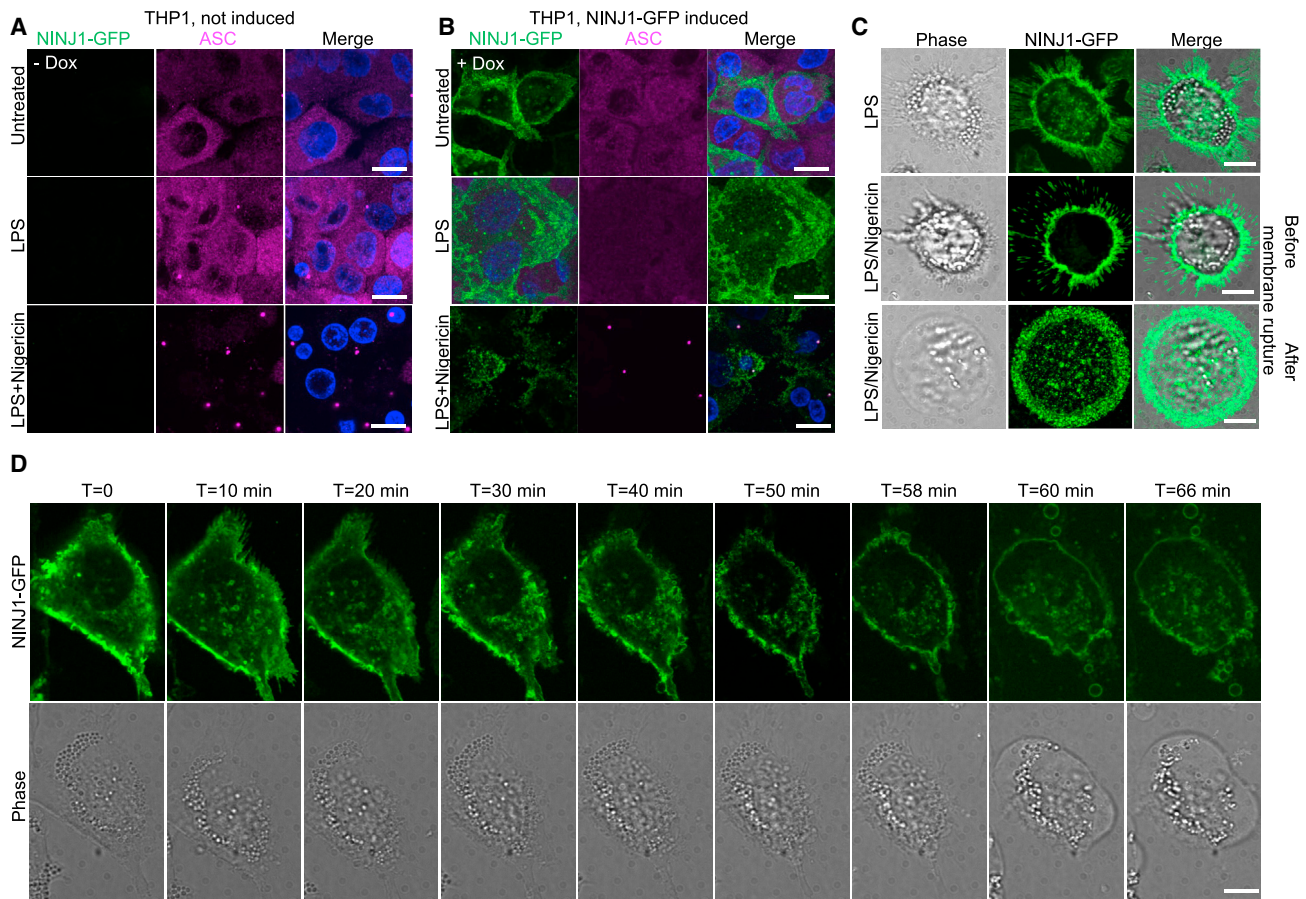 A
THP1, not induced
NINJ1-GFP ASC Merge
- Dox
Untreated
LPS
LPS+Nigericin
B
THP1, NINJ1-GFP induced
NINJ1-GFP ASC Merge
+ Dox
Untreated
LPS
LPS+Nigericin
C
Phase NINJ1-GFP Merge
LPS
LPS/Nigericin
LPS/Nigericin
Before
membrane rupture
After
D
T=0 T=10 min T=20 min T=30 min T=40 min T=50 min T=58 min T=60 min T=66 min
NINJ1-GFP
Phase